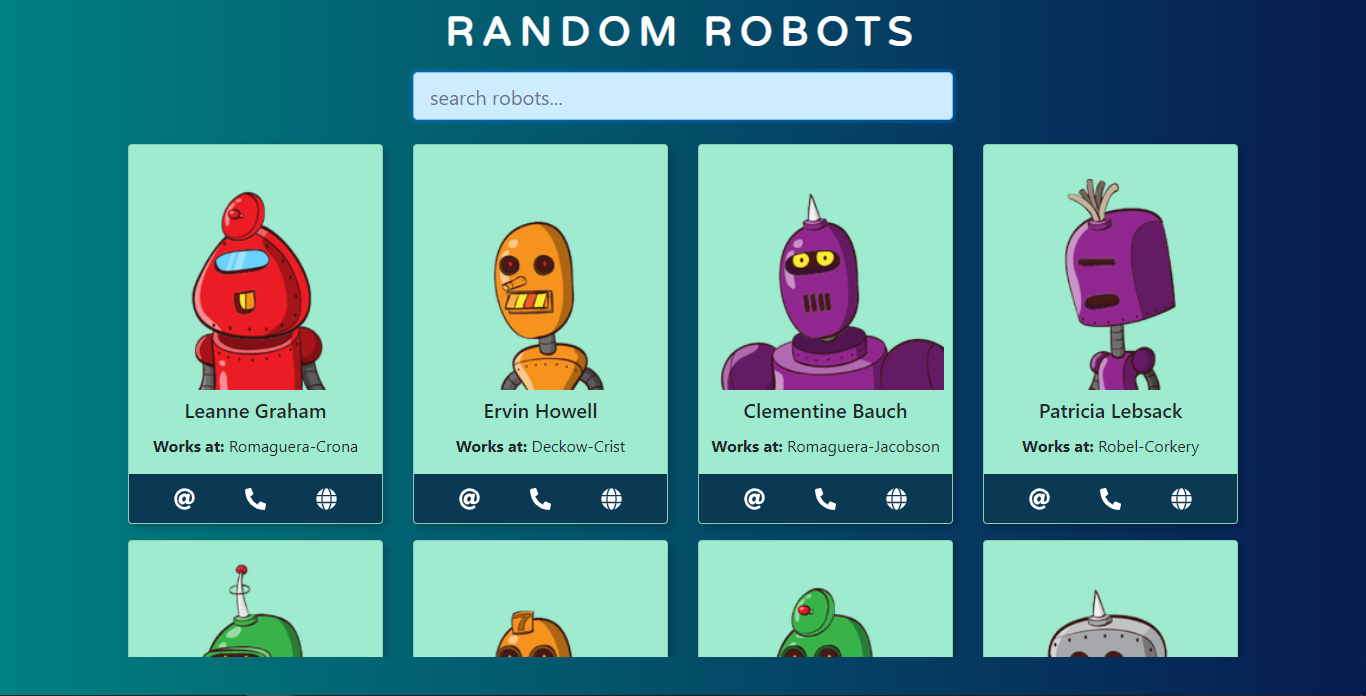 RANDOM ROBOTS
search robots...
Leanne Graham
Works at: Romaguera-Crona
@
Ervin Howell
Works at: Deckow-Crist
@
Clementine Bauch
Works at: Romaguera-Jacobson
@
Patricia Lebsack
Works at: Robel-Corkery
@
7